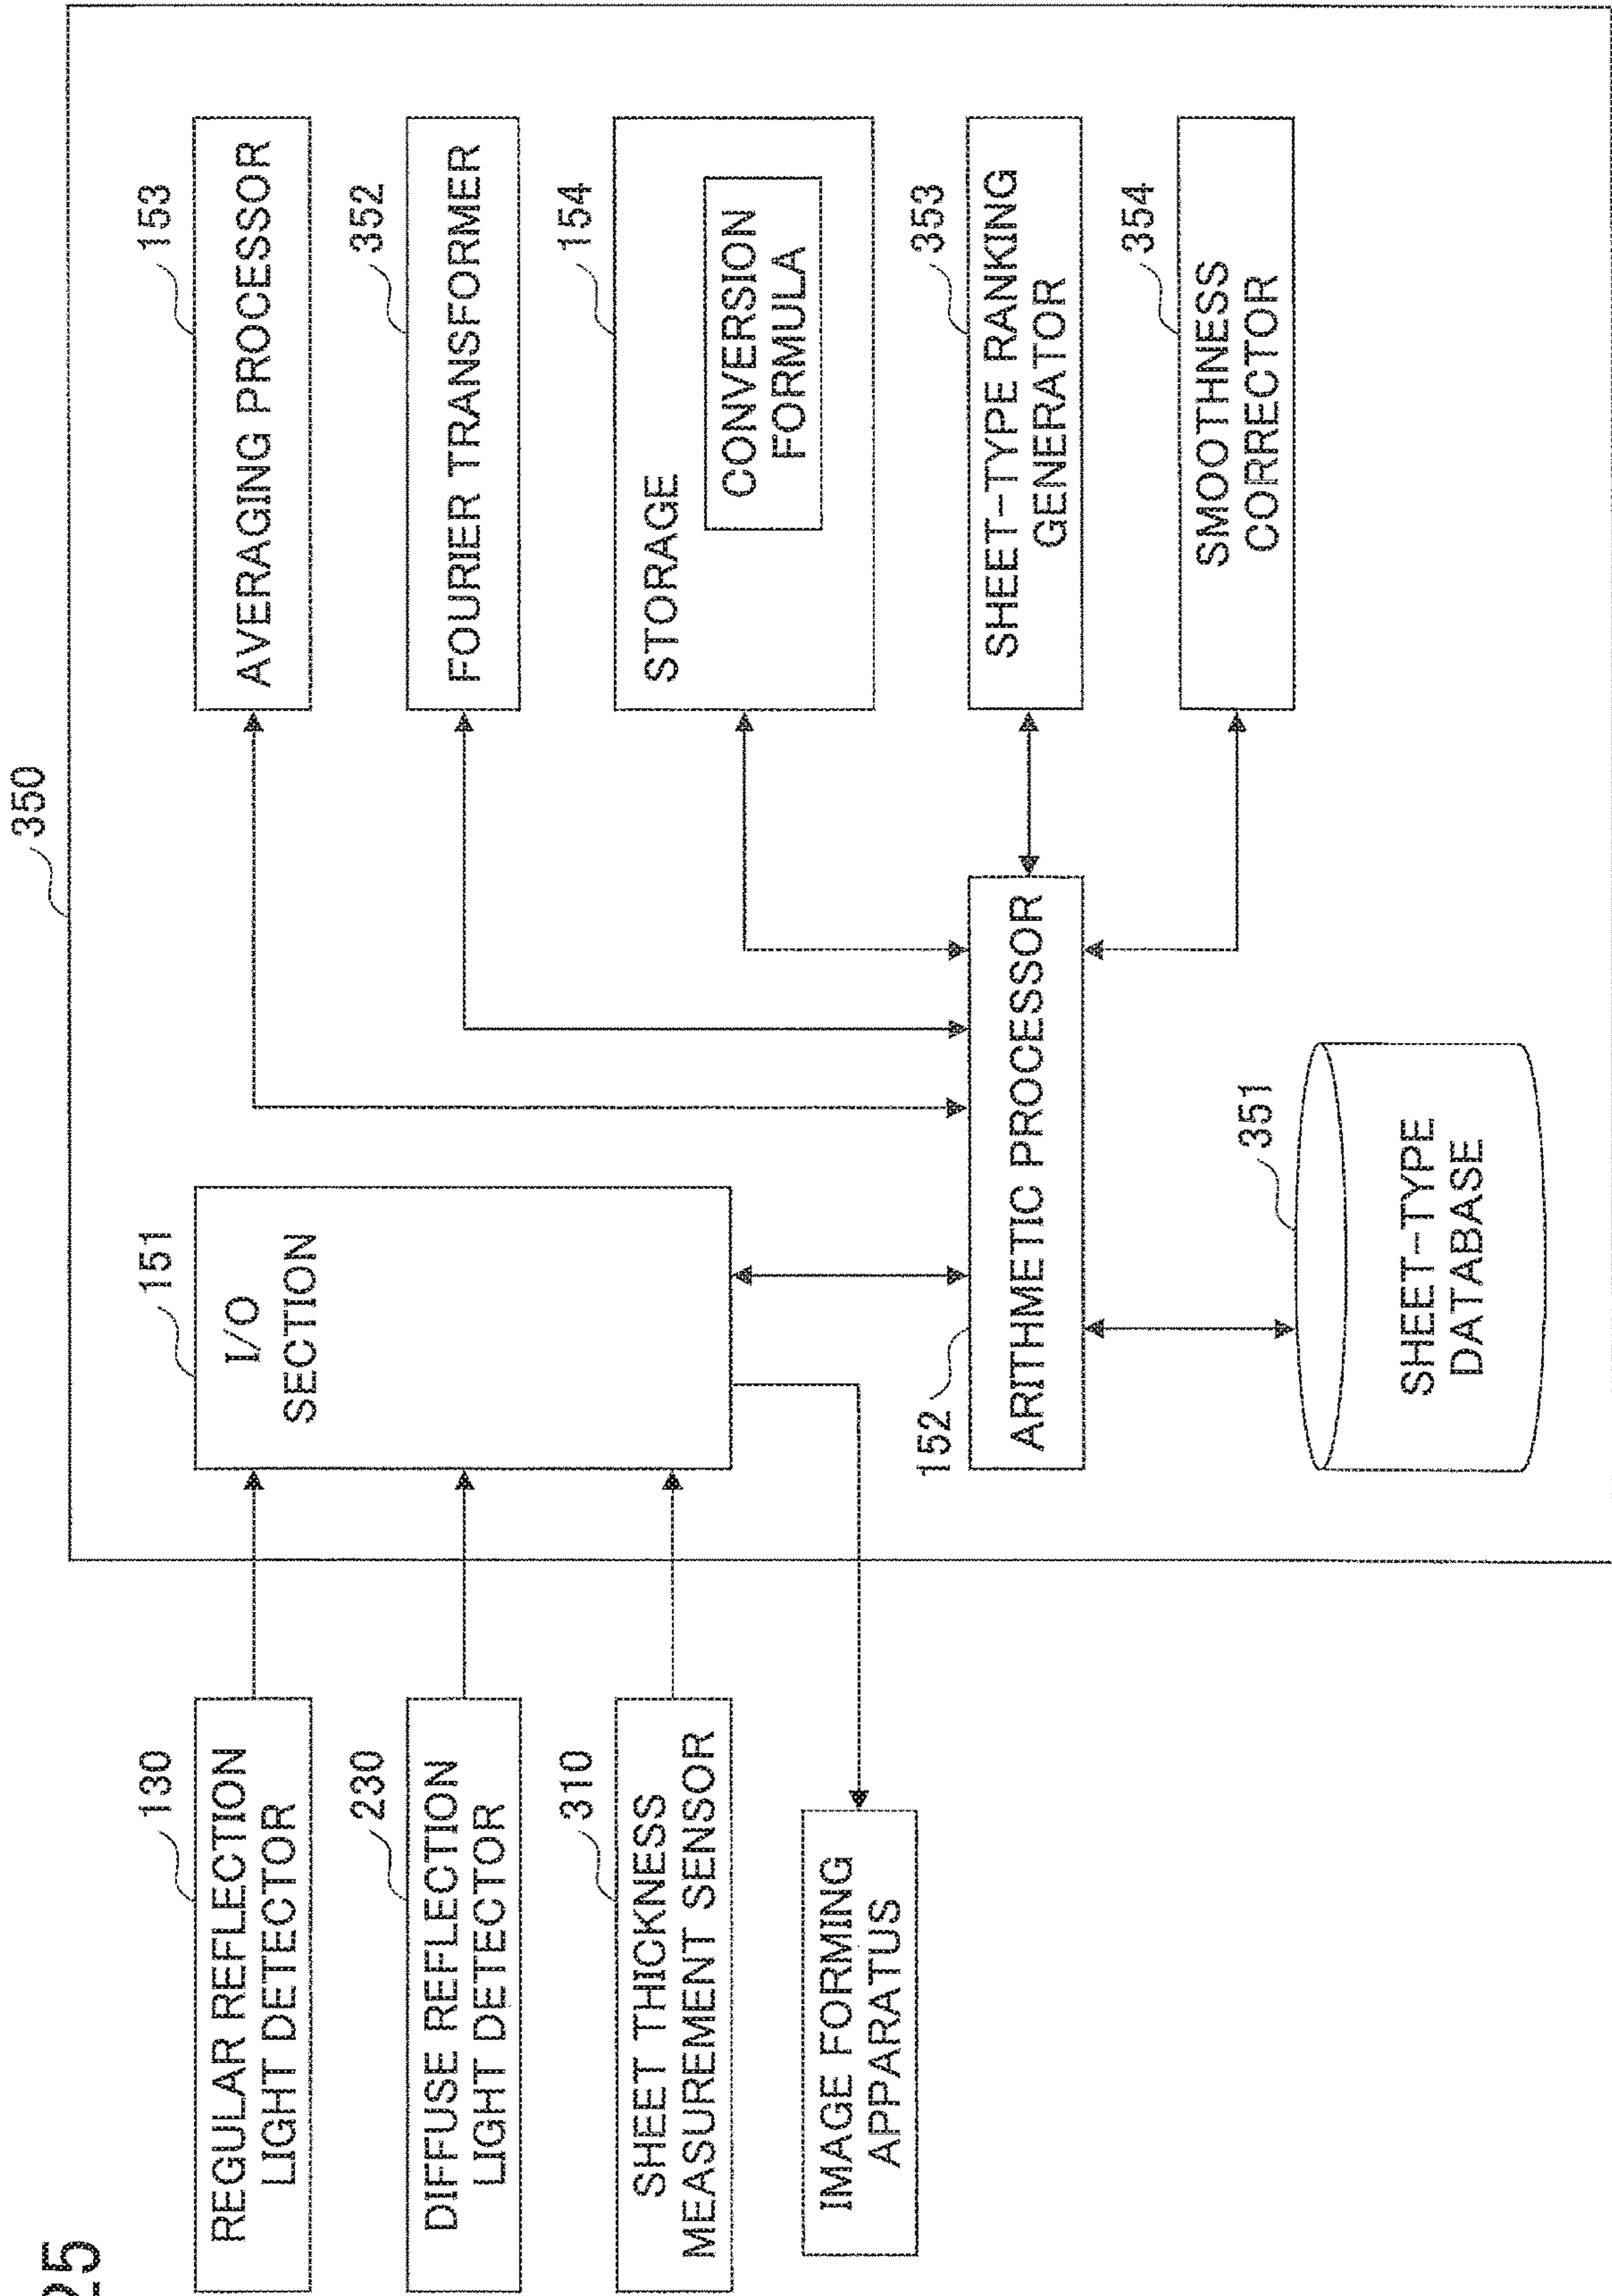 25
350
130
REGULAR REFLECTION
LIGHT DETECTOR
230
DIFFUSE REFLECTION
LIGHT DETECTOR
310
SHEET THICKNESS
MEASUREMENT SENSOR
IMAGE FORMING
APPARATUS
151
I/O
SECTION
152
ARITHMETIC PROCESSOR
351
SHEET-TYPE
DATABASE
153
AVERAGING PROCESSOR
352
FOURIER TRANSFORMER
154
STORAGE
CONVERSION
FORMULA
353
SHEET-TYPE RANKING
GENERATOR
354
SMOOTHNESS
CORRECTOR